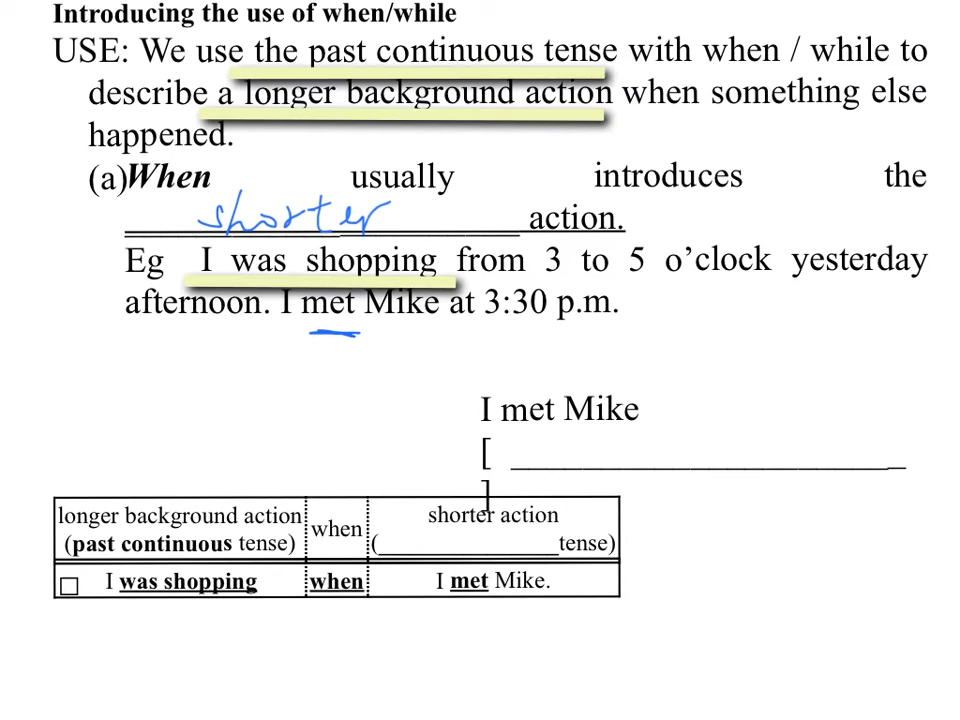 Introducing the use of when/while
USE: We use the past continuous tense with when / while to
describe a longer background action when something else
happened.
(a)When usually introduces the
shorter action.
Eg I was shopping from 3 to 5 o’clock yesterday
afternoon. I met Mike at 3:30 p.m.
I met Mike
[ ____________________
]
longer background action when shorter action
(past continuous tense) (________________tense)
☐ I was shopping when I met Mike.